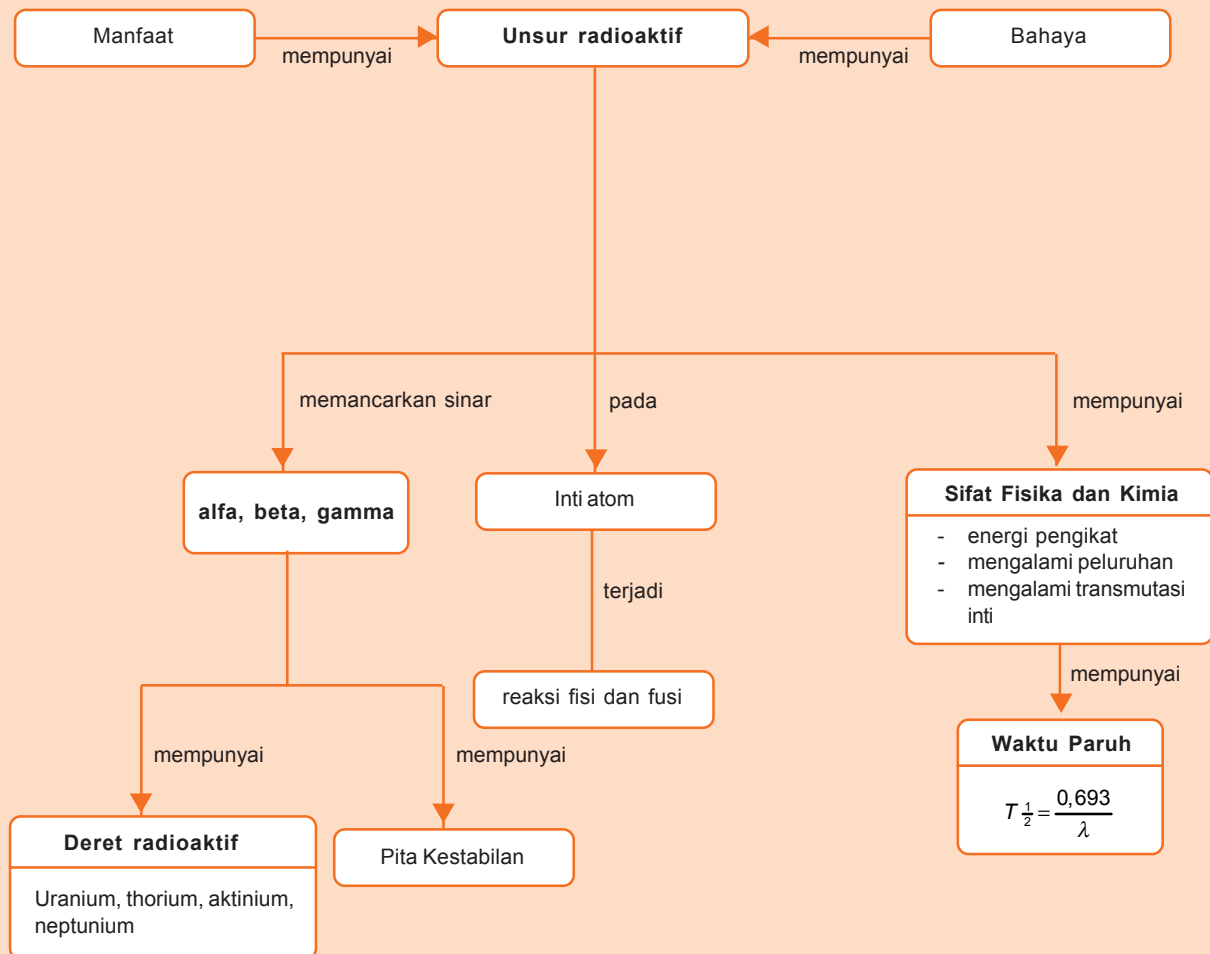 Manfaat
mempunyai
Unsur radioaktif
mempunyai
Bahaya
memancarkan sinar
pada
mempunyai
alfa, beta, gamma
Inti atom
Sifat Fisika dan Kimia
- energi pengikat
- mengalami peluruhan
- mengalami transmutasi
inti
terjadi
reaksi fisi dan fusi
mempunyai
mempunyai
mempunyai
Deret radioaktif
Uranium, thorium, aktinium,
neptunium
Pita Kestabilan
Waktu Paruh
T 1/2 = 0,693/λ